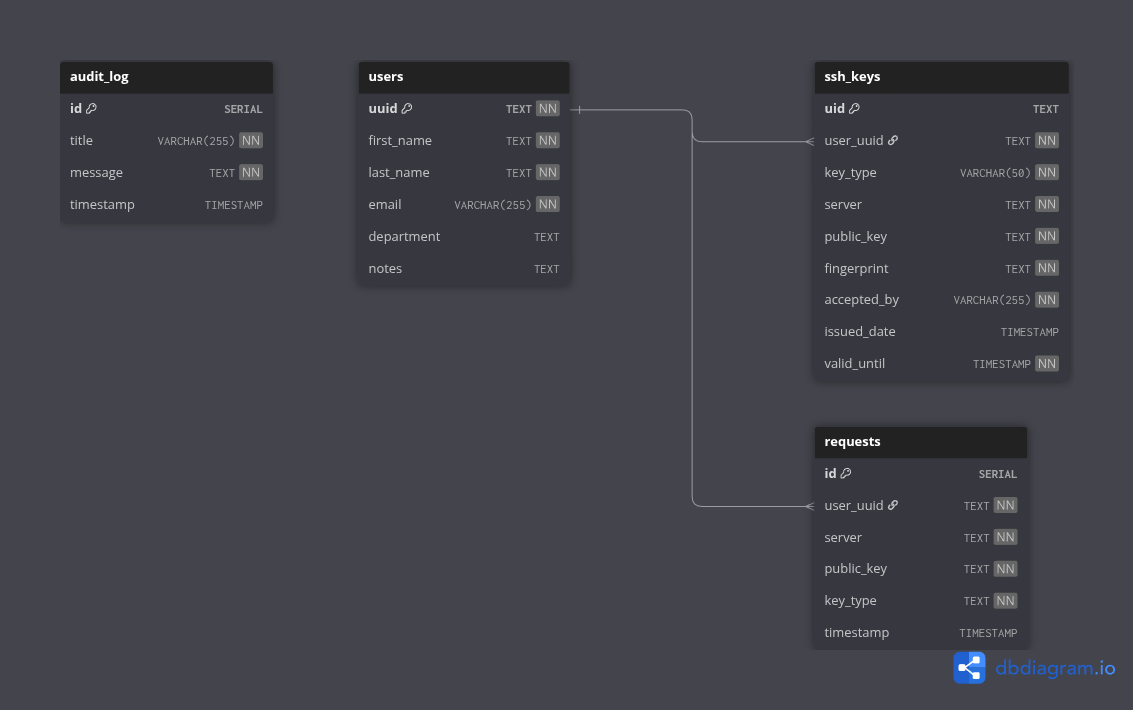 audit_log
id SERIAL
title VARCHAR(255) NN
message TEXT NN
timestamp TIMESTAMP
users
uuid TEXT NN
first_name TEXT NN
last_name TEXT NN
email VARCHAR(255) NN
department TEXT
notes TEXT
ssh_keys
uid TEXT
user_uuid TEXT NN
key_type VARCHAR(50) NN
server TEXT NN
public_key TEXT NN
fingerprint TEXT NN
accepted_by VARCHAR(255) NN
issued_date TIMESTAMP
valid_until TIMESTAMP NN
requests
id SERIAL
user_uuid TEXT NN
server TEXT NN
public_key TEXT NN
key_type TEXT NN
timestamp TIMESTAMP
dbdiagram.io